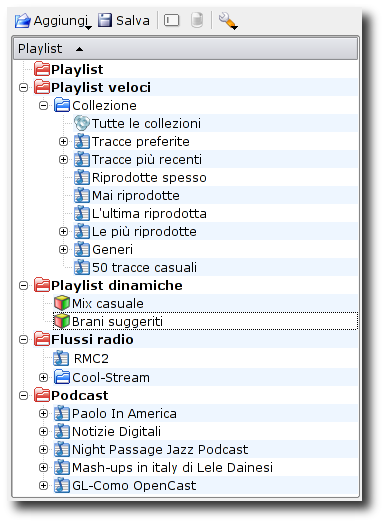 Aggiungi Salva
Playlist
Playlist
Playlist veloci
Collezione
Tutte le collezioni
Tracce preferite
Tracce più recenti
Riprodotte spesso
Mai riprodotte
L'ultima riprodotta
Le più riprodotte
Generi
50 tracce casuali
Playlist dinamiche
Mix casuale
Brani suggeriti
Flussi radio
RMC2
Cool-Stream
Podcast
Paolo In America
Notizie Digitali
Night Passage Jazz Podcast
Mash-ups in italy di Lele Dainesi
GL-Como OpenCast